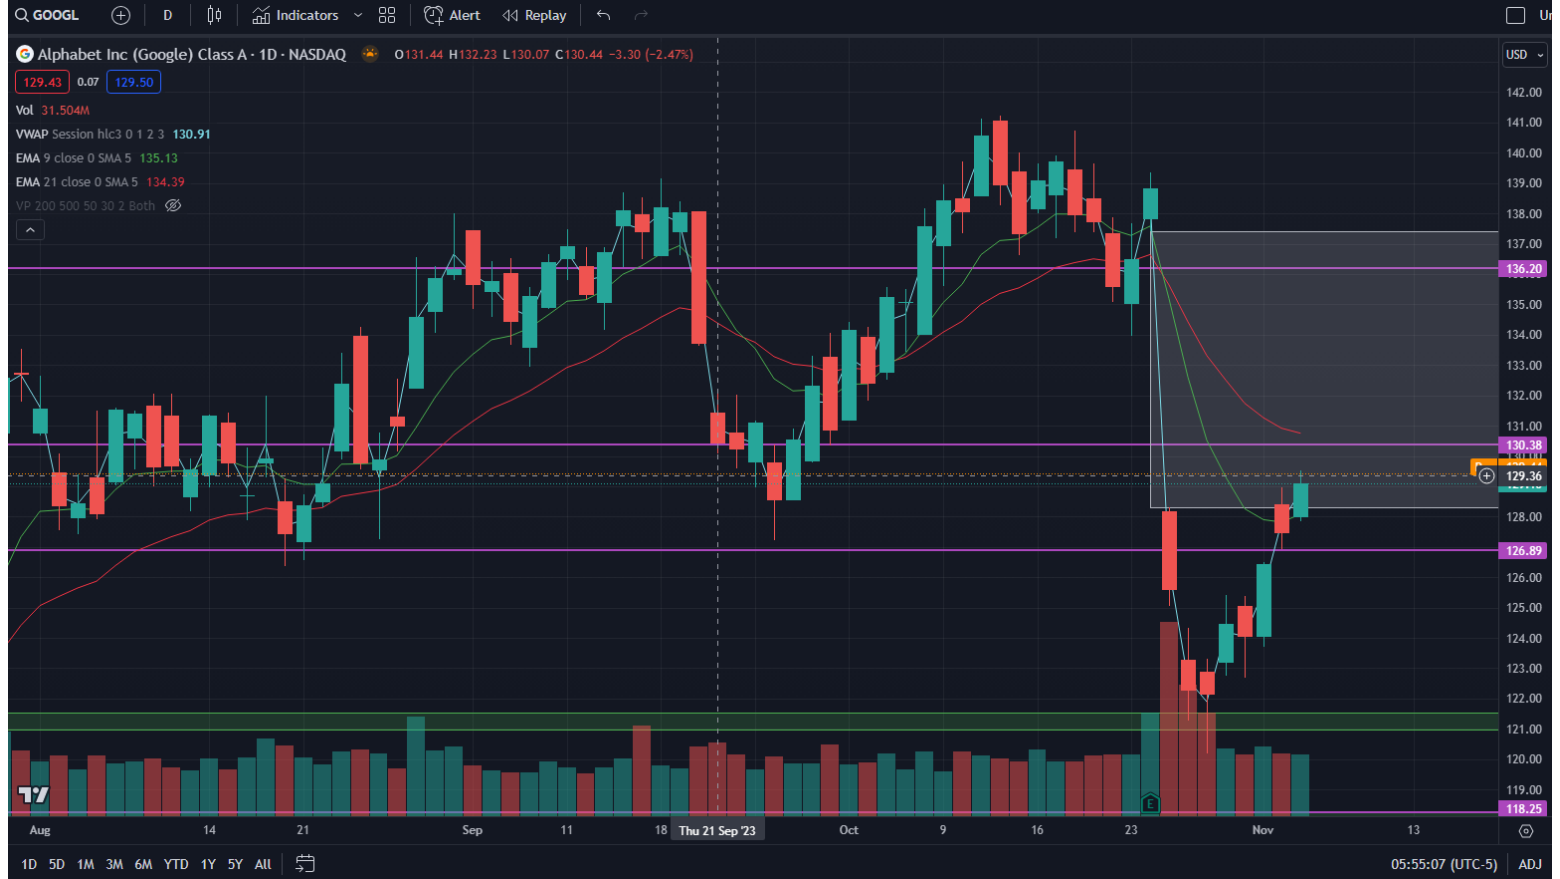 GOOGL D Indicators Alert Replay Un
Alphabet Inc (Google) Class A · 1D · NASDAQ O131.44 H132.23 L130.07 C130.44 -3.30 (-2.47%)
USD
129.43 0.07 129.50
Vol 31.504M
VWAP Session hlc3 0 1 2 3 130.91
EMA 9 close 0 SMA 5 135.13
EMA 21 close 0 SMA 5 134.39
VP 200 500 50 30 2 Both
142.00
141.00
140.00
139.00
138.00
137.00
136.20
135.00
134.00
133.00
132.00
131.00
130.38
129.36
128.00
126.89
126.00
125.00
124.00
123.00
122.00
121.00
120.00
119.00
118.25
E
Aug 14 21 Sep 11 18 Thu 21 Sep '23 Oct 9 16 23 Nov 13
1D 5D 1M 3M 6M YTD 1Y 5Y All 05:55:07 (UTC-5) ADJ